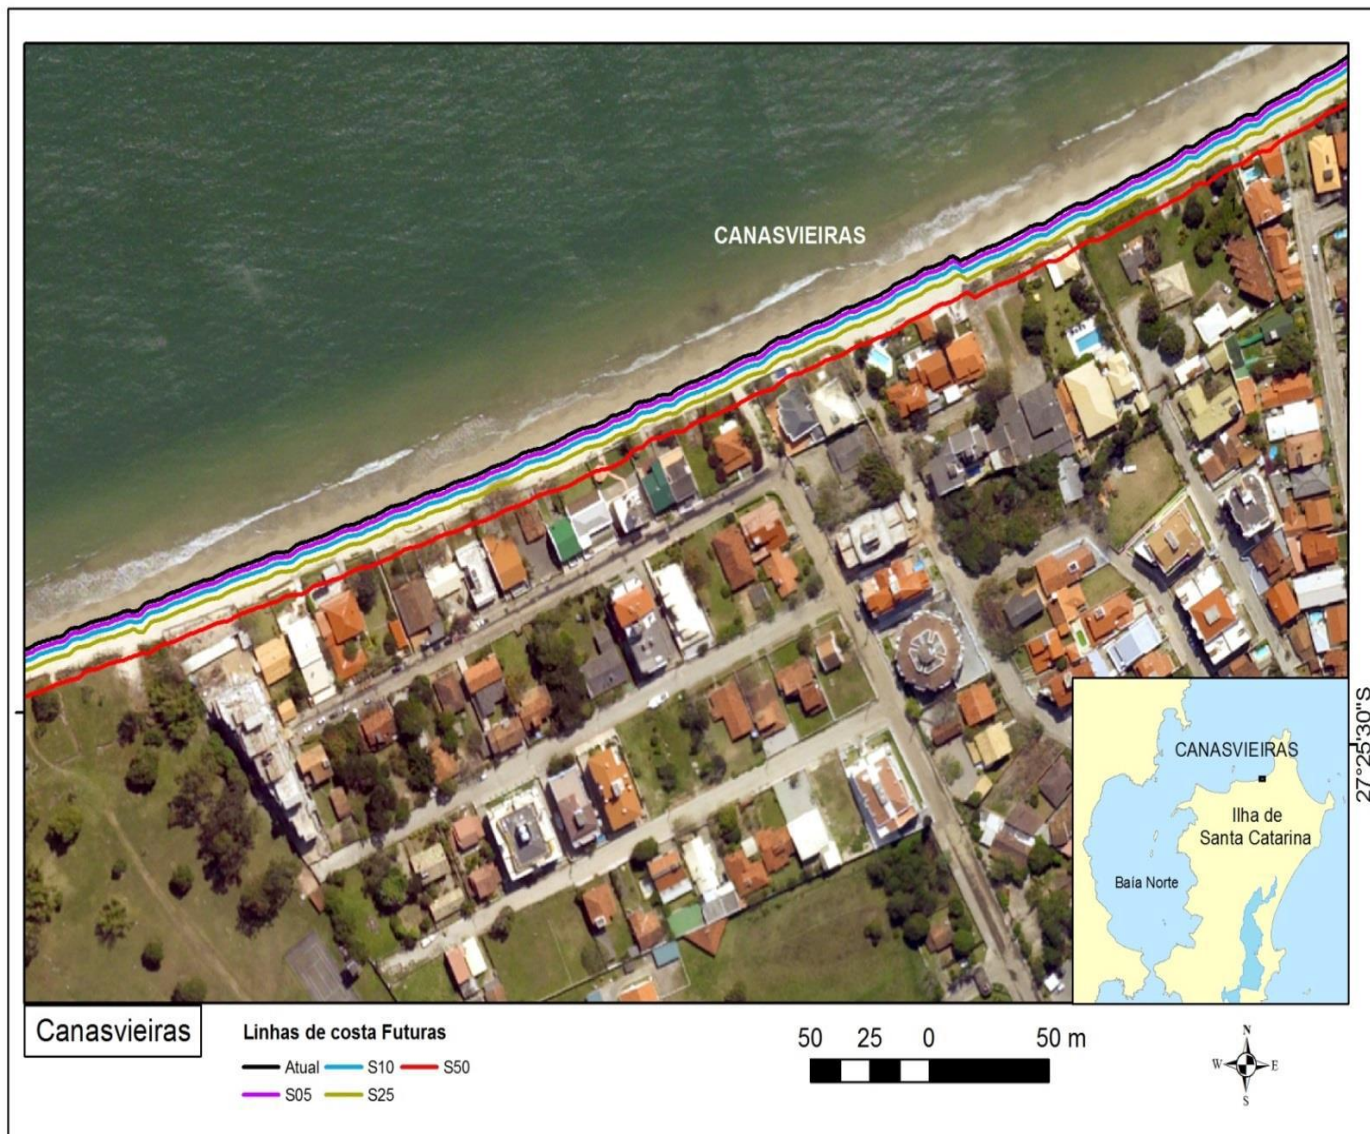 CANASVIEIRAS
27°25'30"S
CANASVIEIRAS
Ilha de
Santa Catarina
Baía Norte
Canasvieiras
Linhas de costa Futuras
Atual S10 S50
S05 S25
50 25 0 50 m
N
W E
S